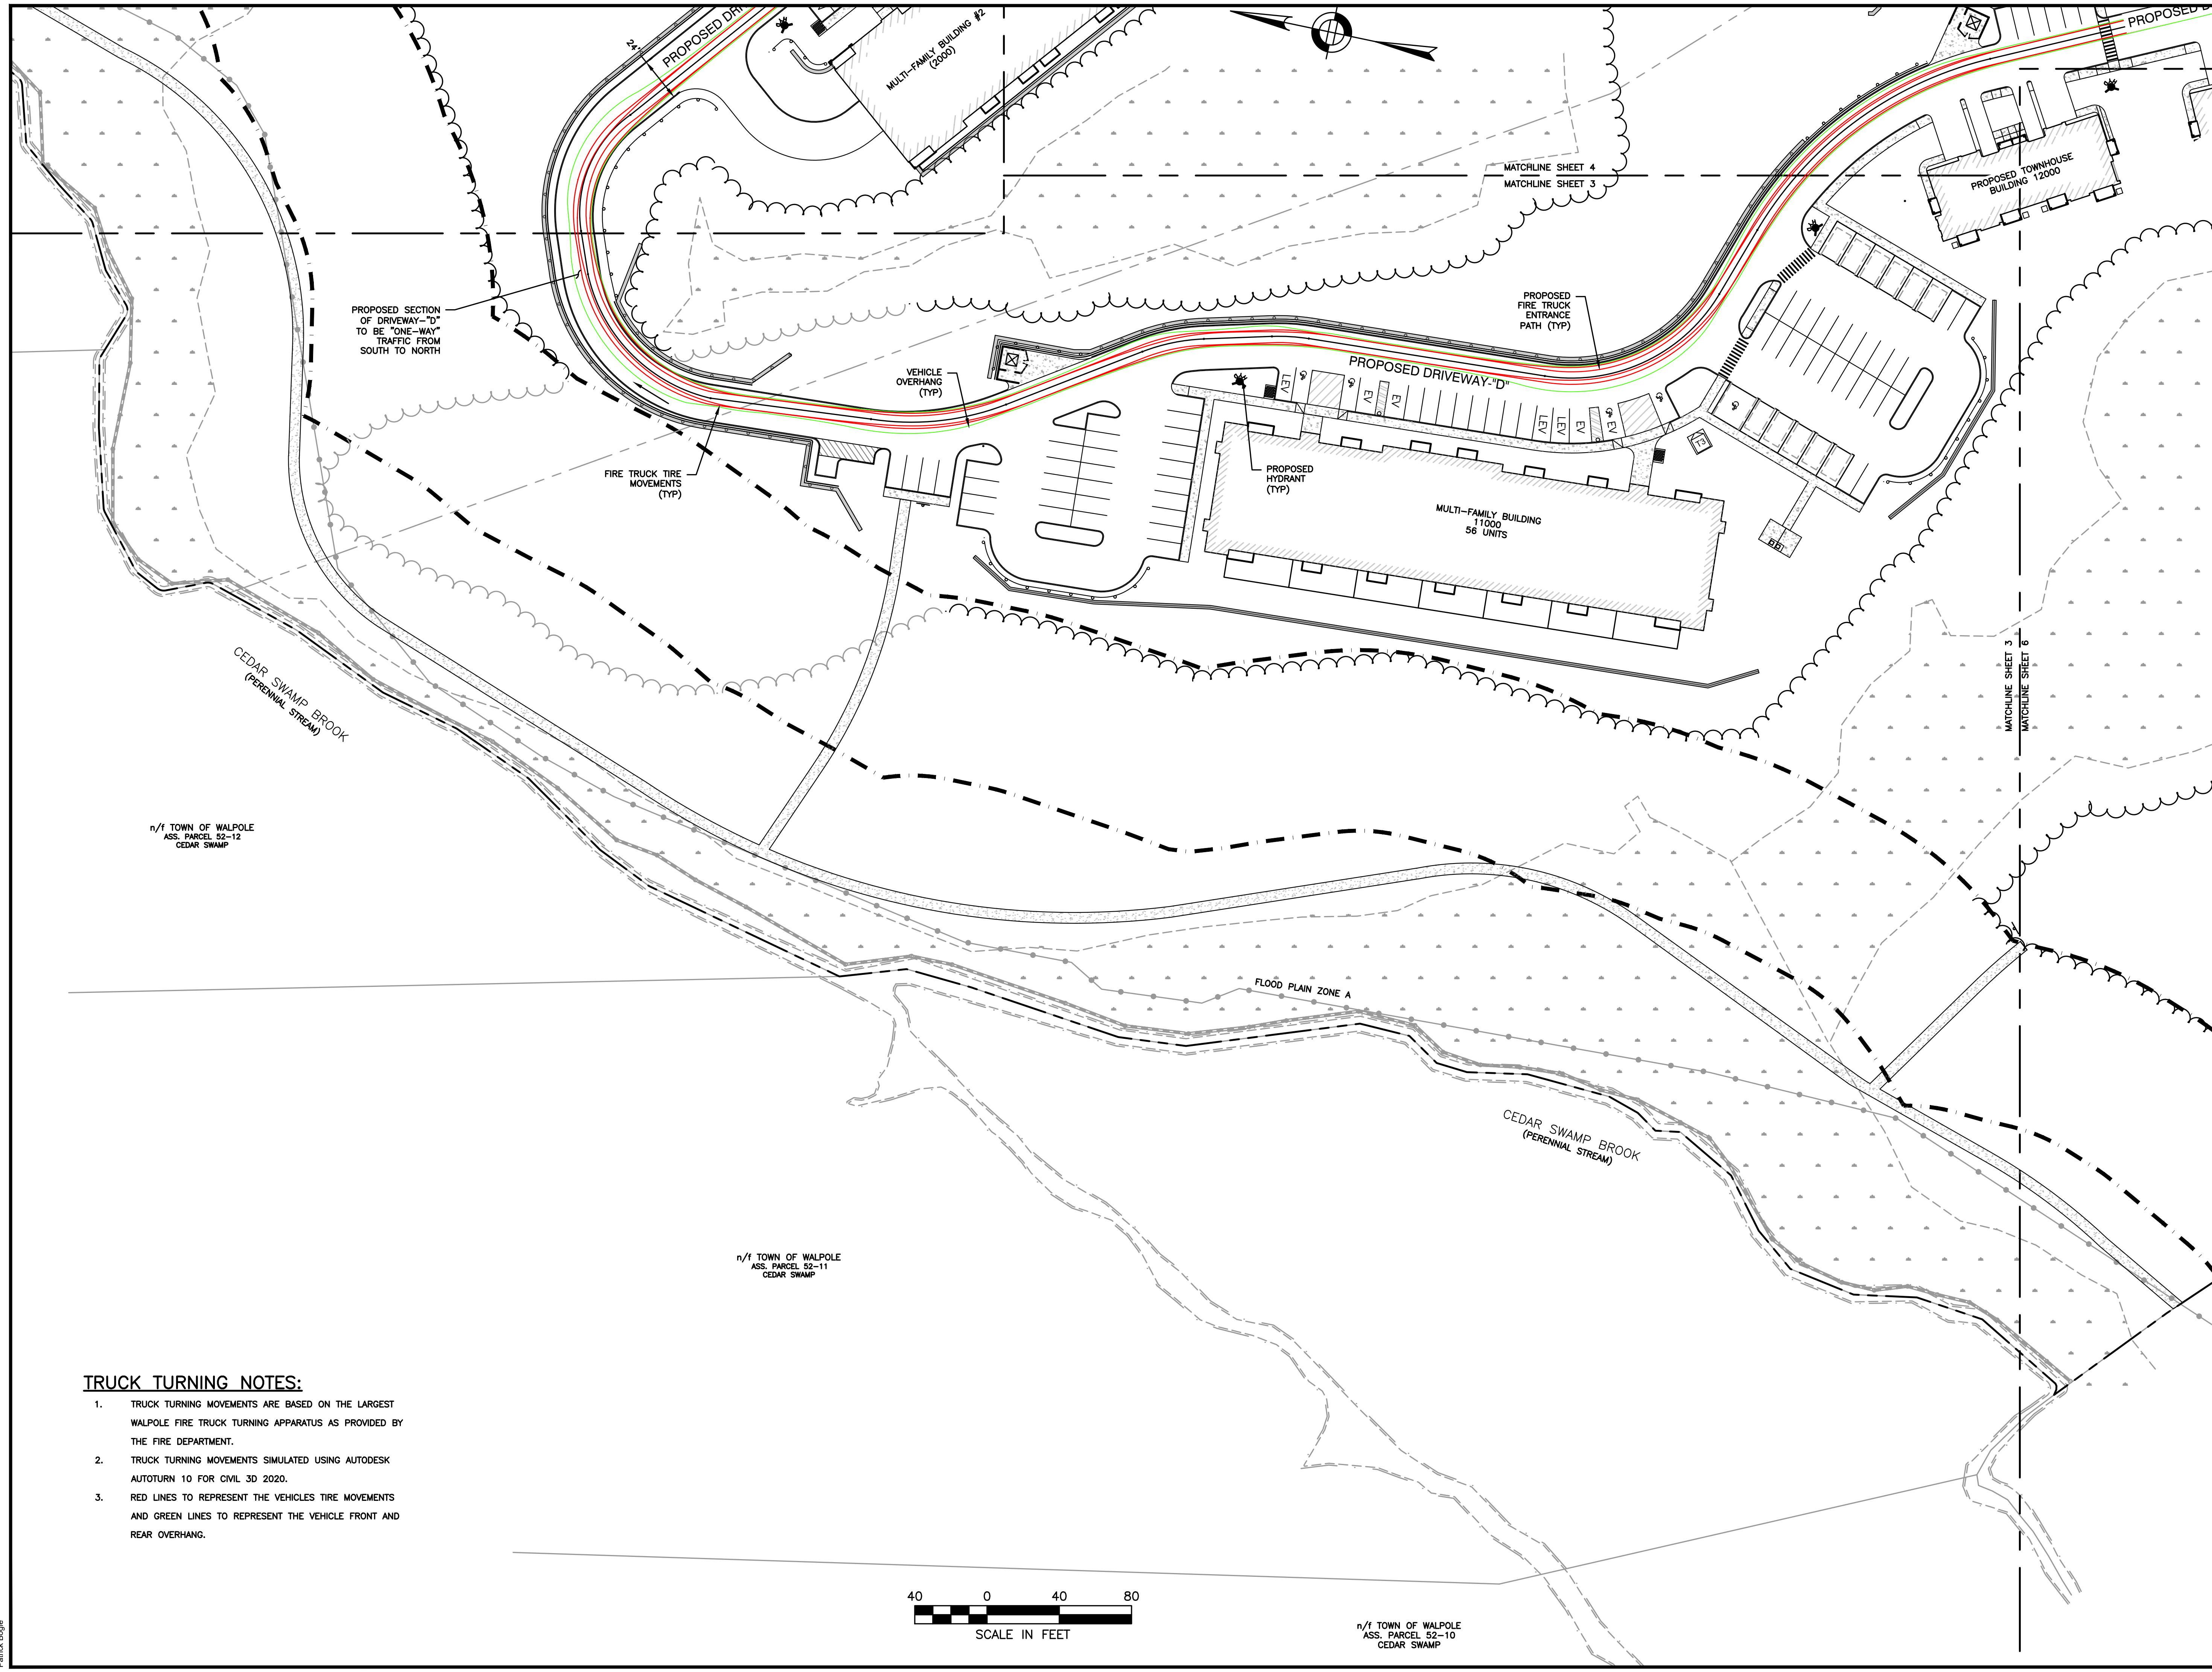 24'
PROPOSED DRI
MULTI-FAMILY BUILDING #2
(2000)
PROPOSED D
MATCHLINE SHEET 4
MATCHLINE SHEET 3
PROPOSED TOWNHOUSE
BUILDING 12000
PROPOSED SECTION
OF DRIVEWAY-"D"
TO BE "ONE-WAY"
TRAFFIC FROM
SOUTH TO NORTH
PROPOSED
FIRE TRUCK
ENTRANCE
PATH (TYP)
VEHICLE
OVERHANG
(TYP)
PROPOSED DRIVEWAY-"D"
EV
EV
EV
LEV
LEV
EV
EV
T3
FIRE TRUCK TIRE
MOVEMENTS
(TYP)
PROPOSED
HYDRANT
(TYP)
MULTI-FAMILY BUILDING
11000
56 UNITS
MATCHLINE SHEET 3
MATCHLINE SHEET 6
CEDAR SWAMP BROOK
(PERENNIAL STREAM)
n/f TOWN OF WALPOLE
ASS. PARCEL 52-12
CEDAR SWAMP
FLOOD PLAIN ZONE A
CEDAR SWAMP BROOK
(PERENNIAL STREAM)
n/f TOWN OF WALPOLE
ASS. PARCEL 52-11
CEDAR SWAMP
TRUCK TURNING NOTES:
1. TRUCK TURNING MOVEMENTS ARE BASED ON THE LARGEST
WALPOLE FIRE TRUCK TURNING APPARATUS AS PROVIDED BY
THE FIRE DEPARTMENT.
2. TRUCK TURNING MOVEMENTS SIMULATED USING AUTODESK
AUTOTURN 10 FOR CIVIL 3D 2020.
3. RED LINES TO REPRESENT THE VEHICLES TIRE MOVEMENTS
AND GREEN LINES TO REPRESENT THE VEHICLE FRONT AND
REAR OVERHANG.
40 0 40 80
SCALE IN FEET
n/f TOWN OF WALPOLE
ASS. PARCEL 52-10
CEDAR SWAMP